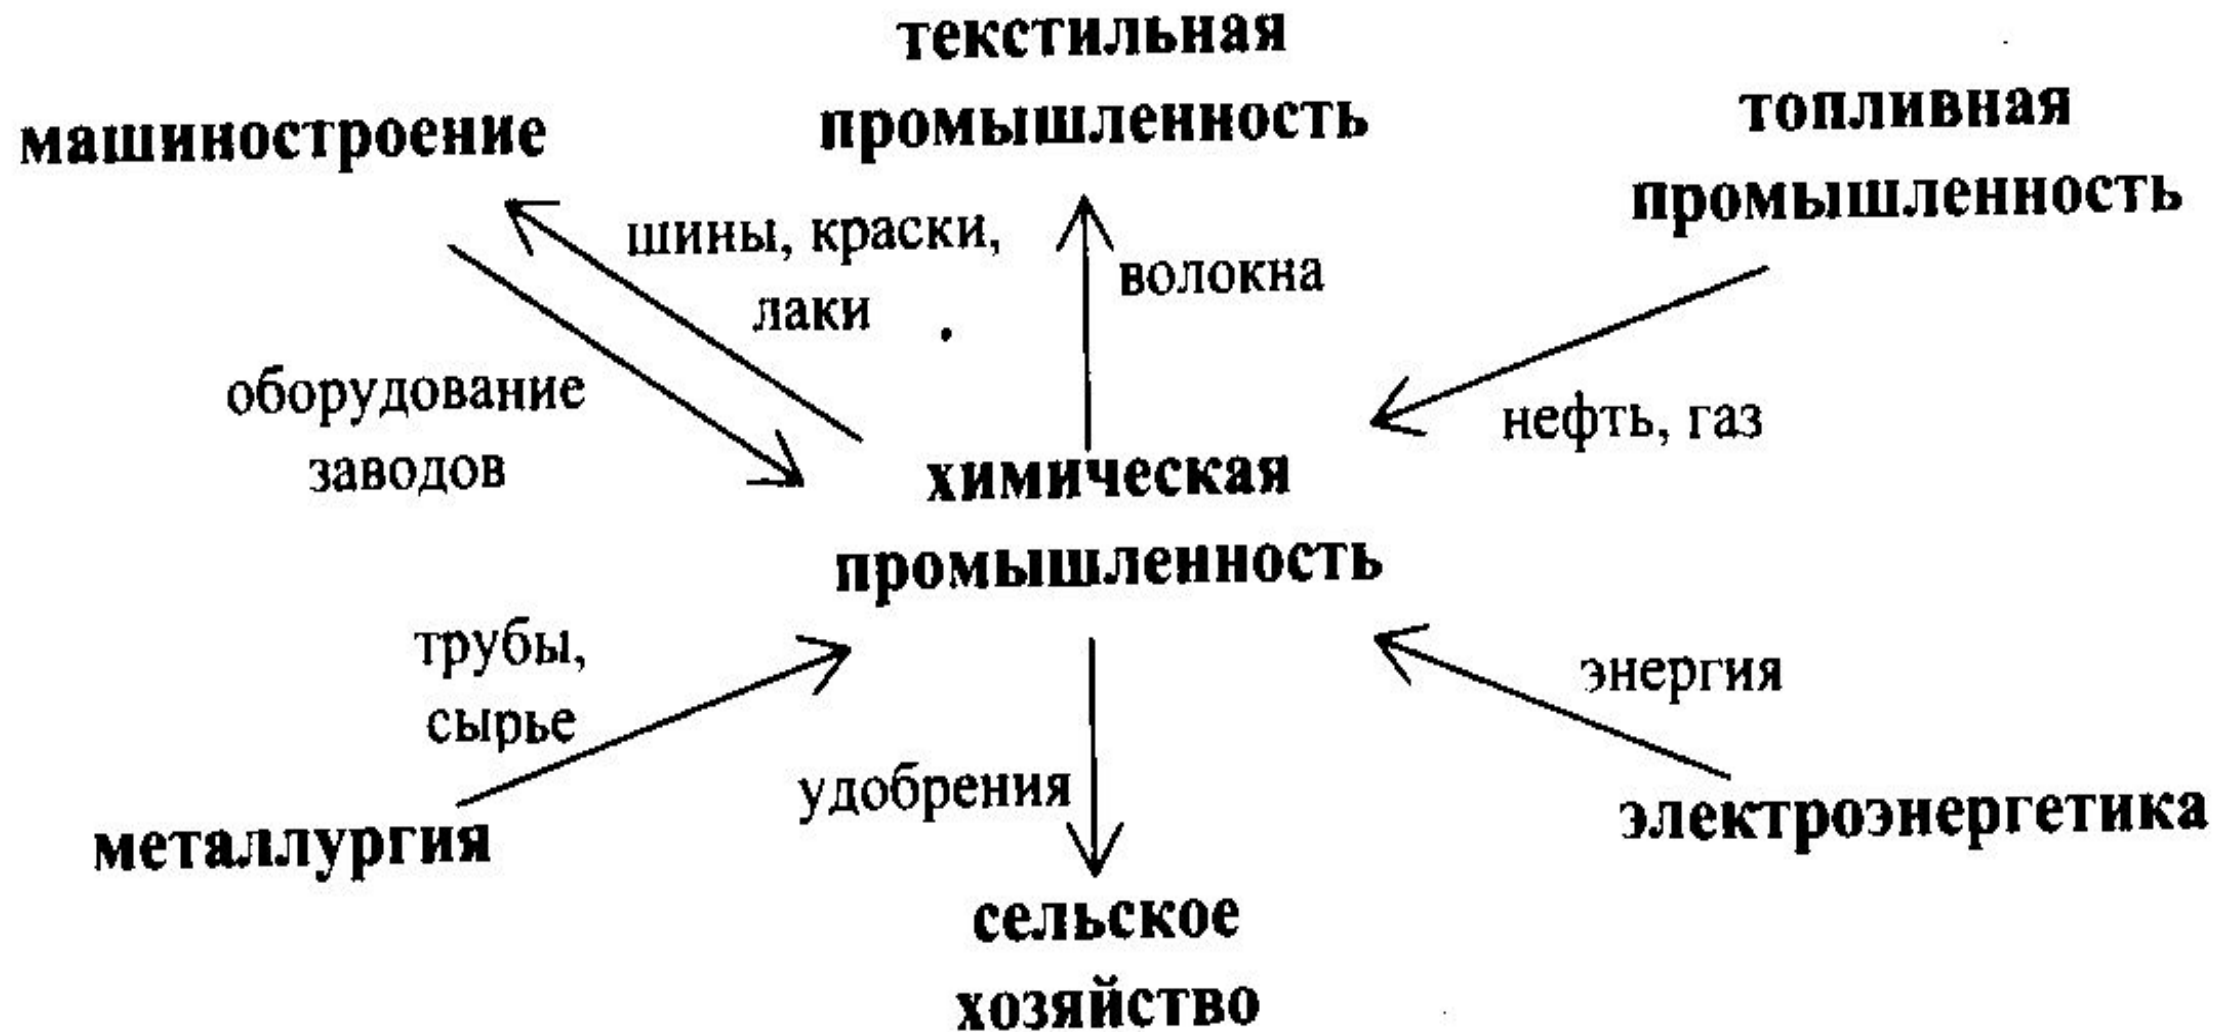 текстильная
промышленность
машиностроение
топливная
промышленность
шины, краски,
лаки
волокна
оборудование
заводов
нефть, газ
химическая
промышленность
трубы,
сырье
энергия
удобрения
металлургия
электроэнергетика
сельское
хозяйство